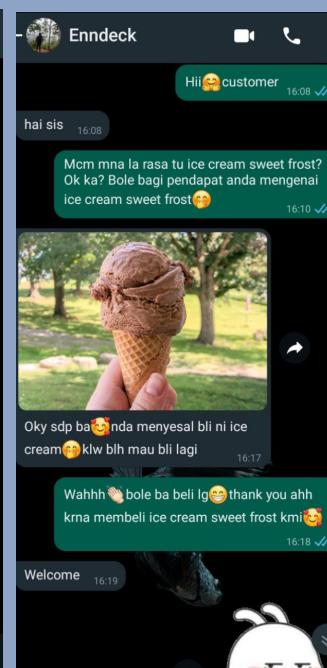 Enndeck
Hii🤗customer
16:08
hai sis 16:08
Mcm mna la rasa tu ice cream sweet frost?
Ok ka? Bole bagi pendapat anda mengenai
ice cream sweet frost🤭
16:10
Oky sdp ba🥰nda menyesal bli ni ice
cream🤭klw blh mau bli lagi
16:17
Wahhh👏🏻bole ba beli lg😁thank you ahh
krna membeli ice cream sweet frost kmi🥰
16:18
Welcome 16:19